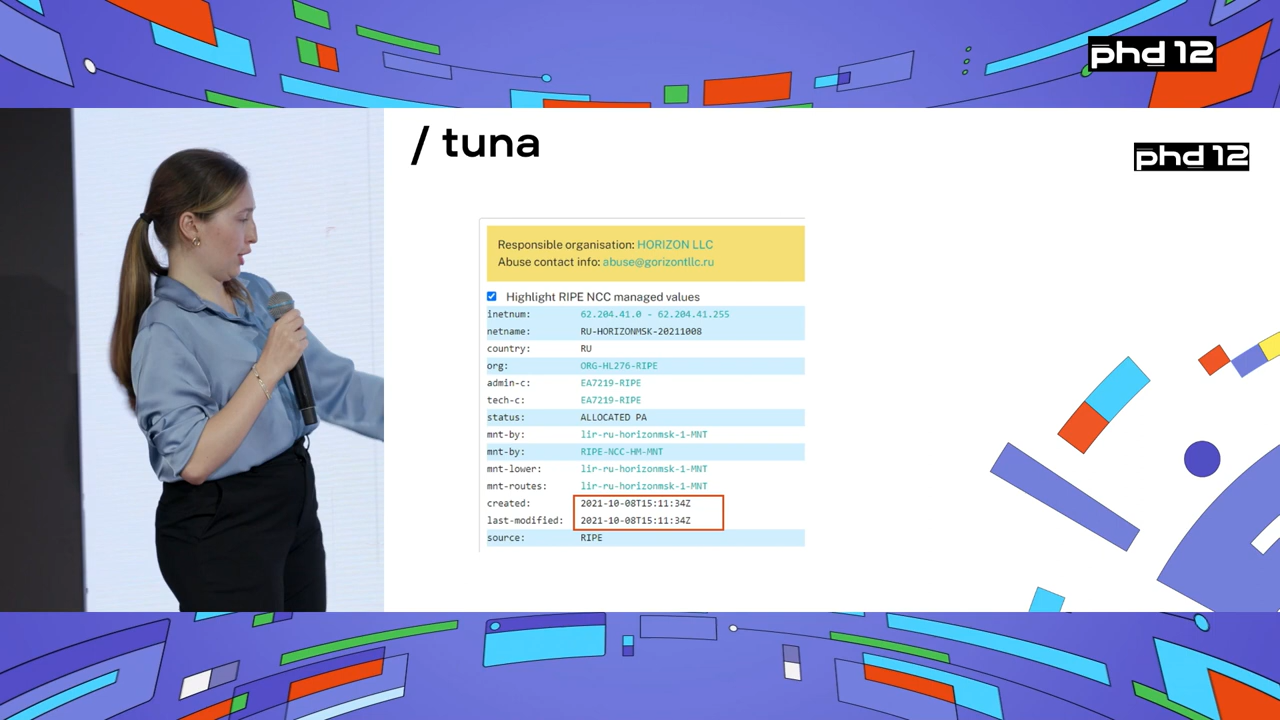 phd 12
/ tuna
phd 12
Responsible organisation: HORIZON LLC
Abuse contact info: abuse@gorizontllc.ru
Highlight RIPE NCC managed values
inetnum: 62.204.41.0 - 62.204.41.255
netname: RU-HORIZONMSK-20211008
country: RU
org: ORG-HL276-RIPE
admin-c: EA7219-RIPE
tech-c: EA7219-RIPE
status: ALLOCATED PA
mnt-by: lir-ru-horizonmsk-1-MNT
mnt-by: RIPE-NCC-HM-MNT
mnt-lower: lir-ru-horizonmsk-1-MNT
mnt-routes: lir-ru-horizonmsk-1-MNT
created: 2021-10-08T15:11:34Z
last-modified: 2021-10-08T15:11:34Z
source: RIPE